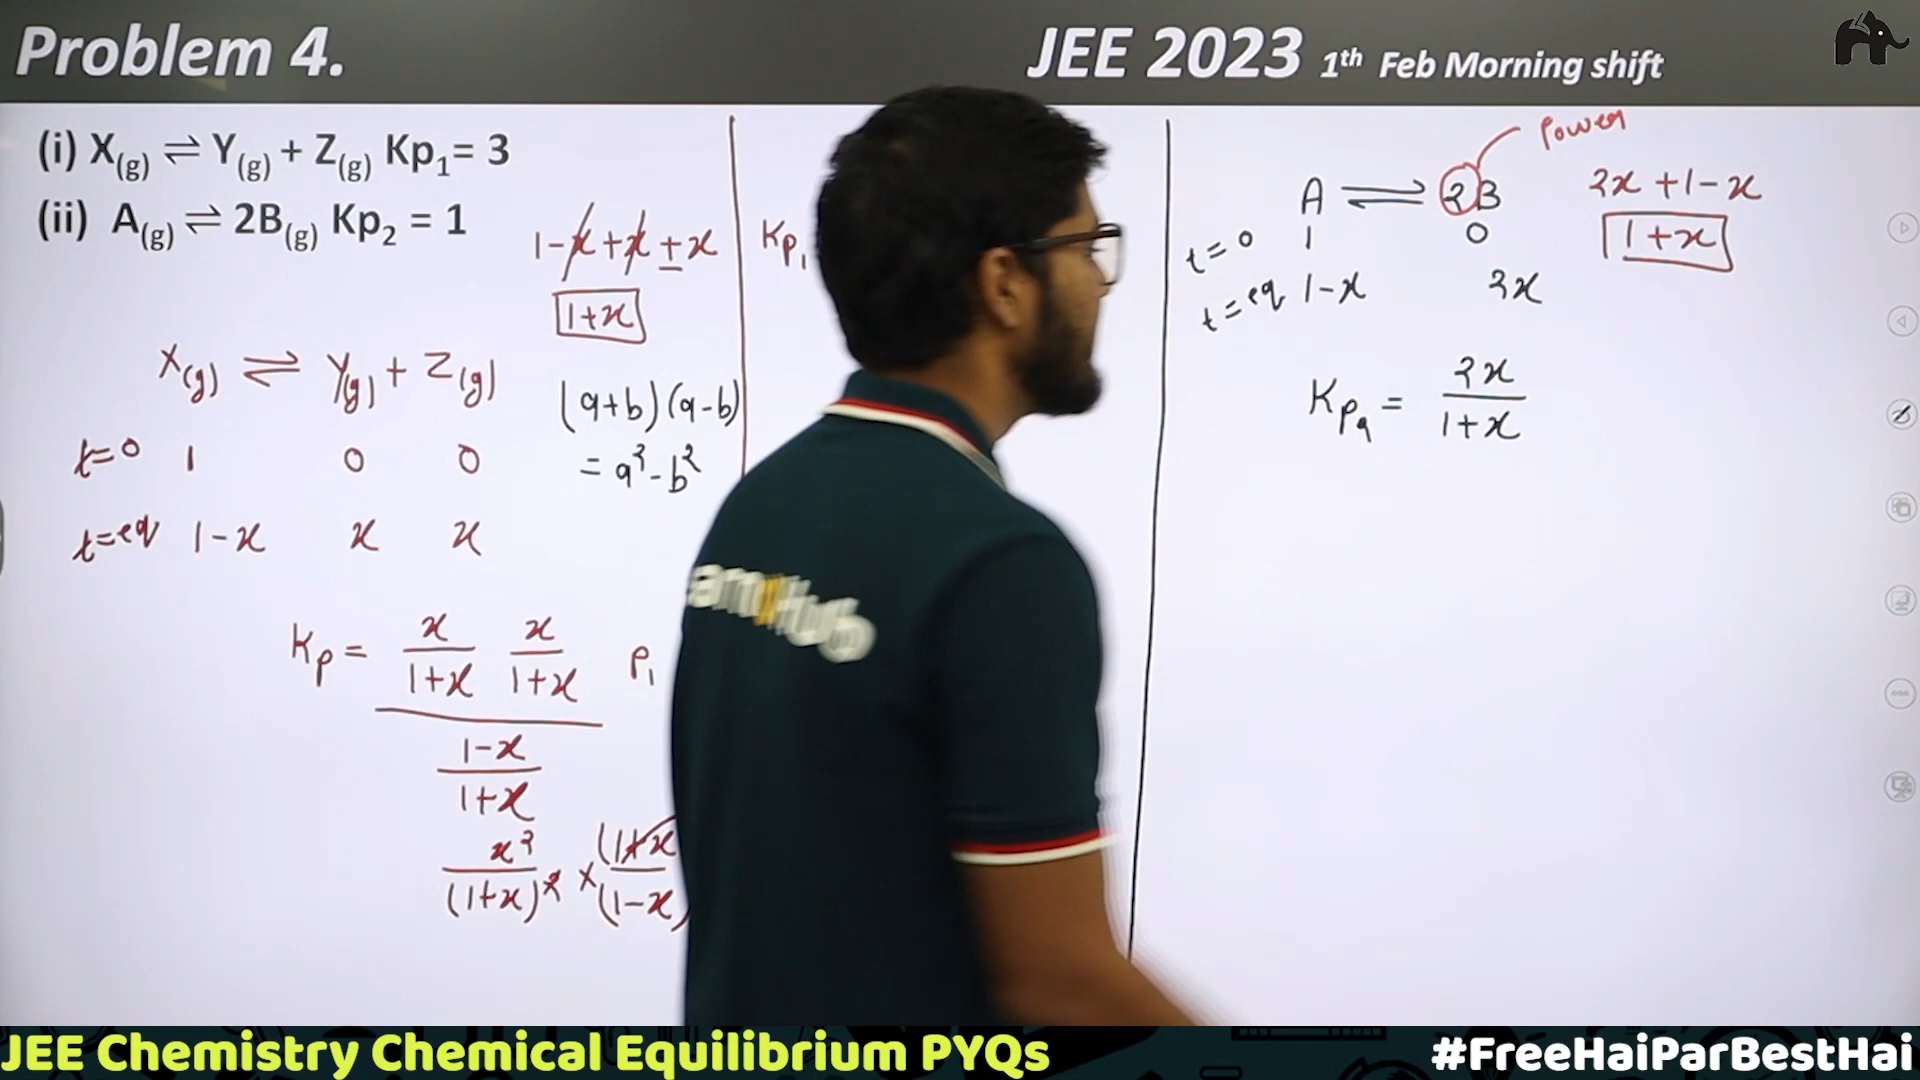 Problem 4.
JEE 2023 1th Feb Morning shift
(i) X(g) ⇌ Y(g) + Z(g) Kp1= 3
(ii) A(g) ⇌ 2B(g) Kp2 = 1
1-x+x+x
1+x
X(g) ⇌ Y(g) + Z(g)
t=0 1 0 0
t=eq 1-x x x
(a+b)(a-b)
= a²-b²
Kp = x/1+x x/1+x P1
1-x/1+x
x²/(1+x)² × (1+x/(1-x)
Kp1
Power
A ⇌ 2B
t=0 1 0
t=eq 1-x 2x
2x+1-x
1+x
Kp2 = 2x/1+x
JEE Chemistry Chemical Equilibrium PYQs
#FreeHaiParBestHai